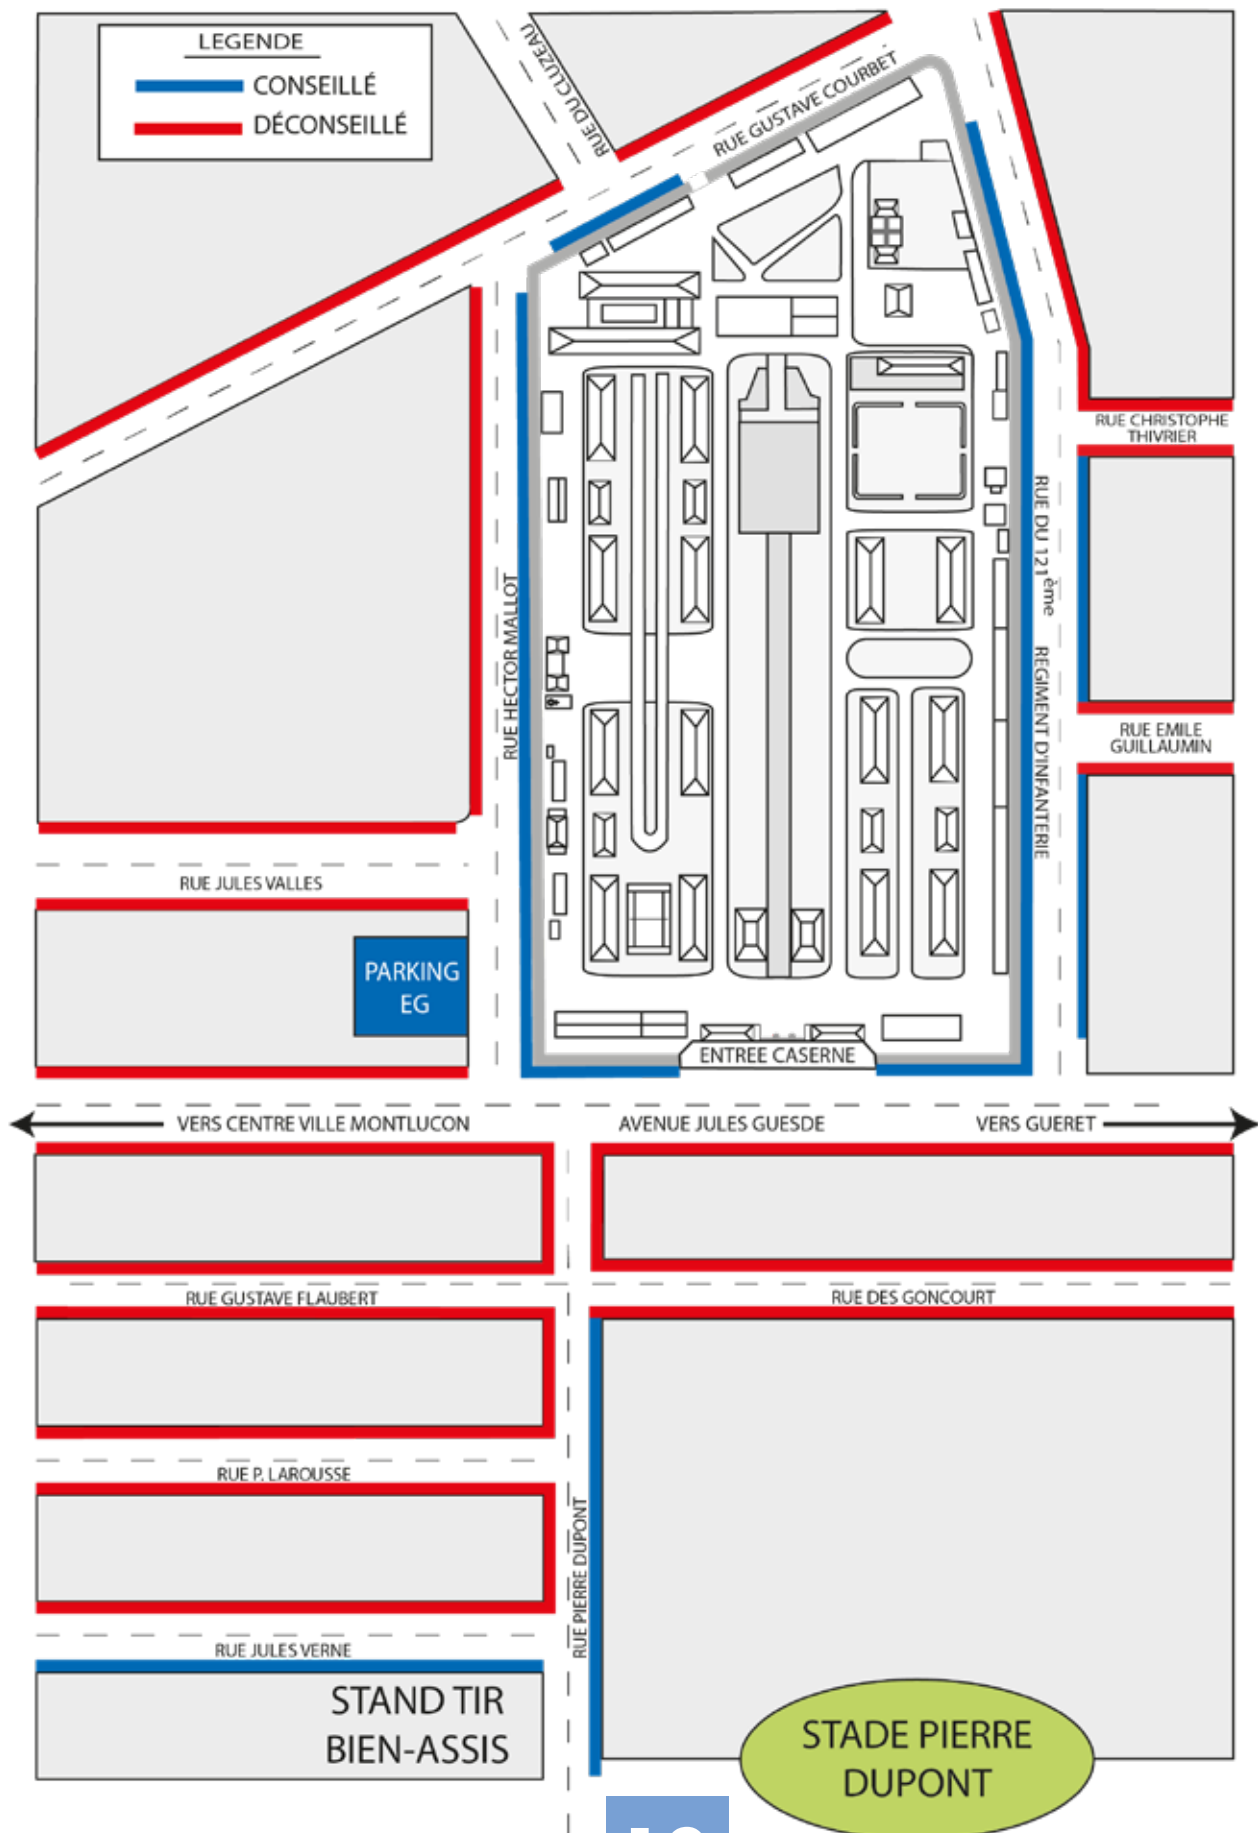 LEGENDE
CONSEILLÉ
DÉCONSEILLÉ
RUE DU CLUZEAU
RUE GUSTAVE COURBET
RUE CHRISTOPHE
THIVRIER
RUE DU 121ème REGIMENT D'INFANTERIE
RUE HECTOR MALLOT
RUE EMILE
GUILLAUMIN
RUE JULES VALLES
PARKING
EG
ENTREE CASERNE
VERS CENTRE VILLE MONTLUCON
AVENUE JULES GUESDE
VERS GUERET
RUE GUSTAVE FLAUBERT
RUE DES GONCOURT
RUE P. LAROUSSE
RUE PIERRE DUPONT
RUE JULES VERNE
STAND TIR
BIEN-ASSIS
STADE PIERRE
DUPONT